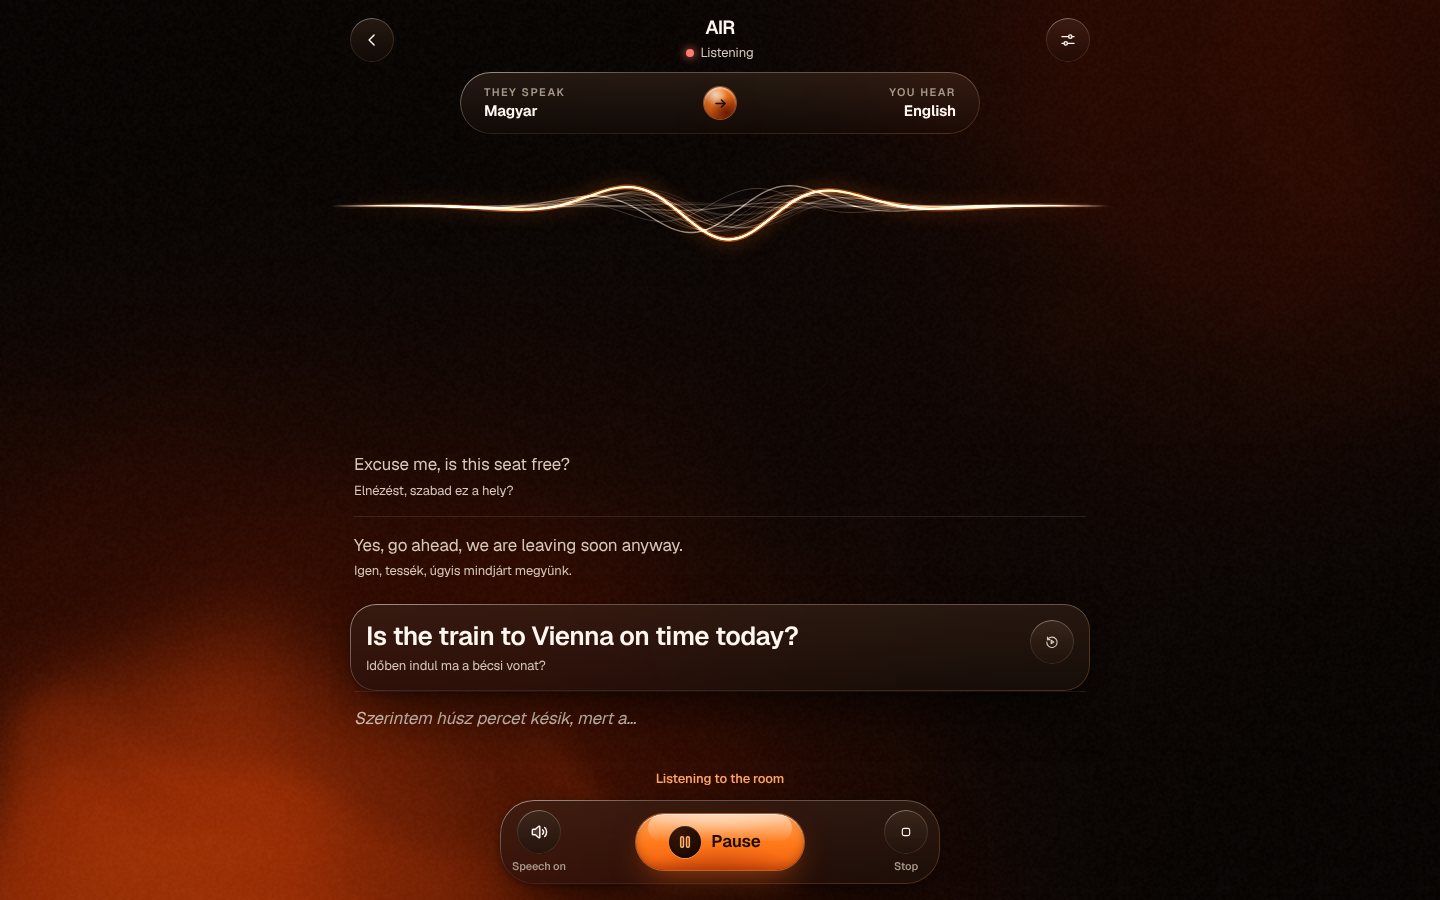 AIR
Listening
THEY SPEAK
Magyar
YOU HEAR
English
Excuse me, is this seat free?
Elnézést, szabad ez a hely?
Yes, go ahead, we are leaving soon anyway.
Igen, tessék, úgyis mindjárt megyünk.
Is the train to Vienna on time today?
Időben indul ma a bécsi vonat?
Szerintem húsz percet késik, mert a...
Listening to the room
Speech on
Pause
Stop